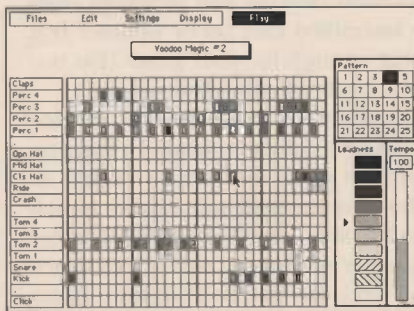 Files Edit Settings Display Play
Voodoo Magic #2
Claps
Perc 4
Perc 3
Perc 2
Perc 1
Opn Hat
Mid Hat
Cls Hat
Ride
Crash
Tom 4
Tom 3
Tom 2
Tom 1
Snare
Kick
Click
Pattern
1 2 3 5
6 7 8 9 10
11 12 13 14 15
16 17 18 19 20
21 22 23 24 25
Loudness
Tempo
100